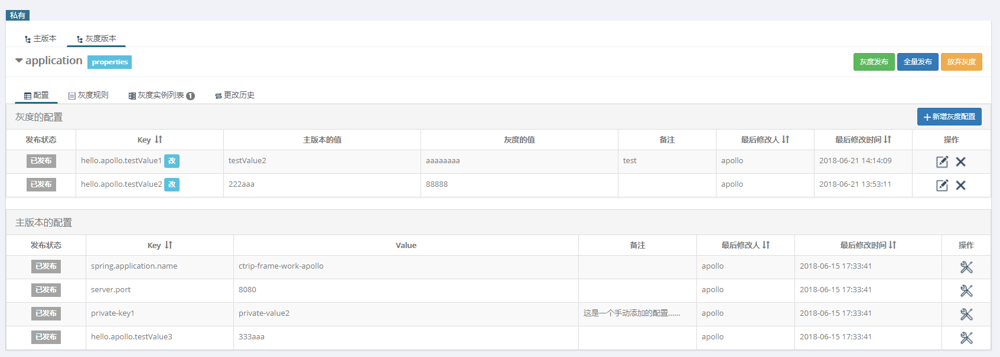 私有
主版本 灰度版本
application properties 灰度发布 全量发布 放弃灰度
配置 灰度规则 灰度实例列表 1 更改历史
灰度的配置 新增灰度配置
发布状态 Key 主版本的值 灰度的值 备注 最后修改人 最后修改时间 操作
已发布 hello.apollo.testValue1 改 testValue2 aaaaaaaa test apollo 2018-06-21 14:14:09
已发布 hello.apollo.testValue2 改 222aaa 88888 apollo 2018-06-21 13:53:11
主版本的配置
发布状态 Key Value 备注 最后修改人 最后修改时间 操作
已发布 spring.application.name ctrip-frame-work-apollo apollo 2018-06-15 17:33:41
已发布 server.port 8080 apollo 2018-06-15 17:33:41
已发布 private-key1 private-value2 这是一个手动添加的配置...... apollo 2018-06-15 17:33:41
已发布 hello.apollo.testValue3 333aaa apollo 2018-06-15 17:33:41